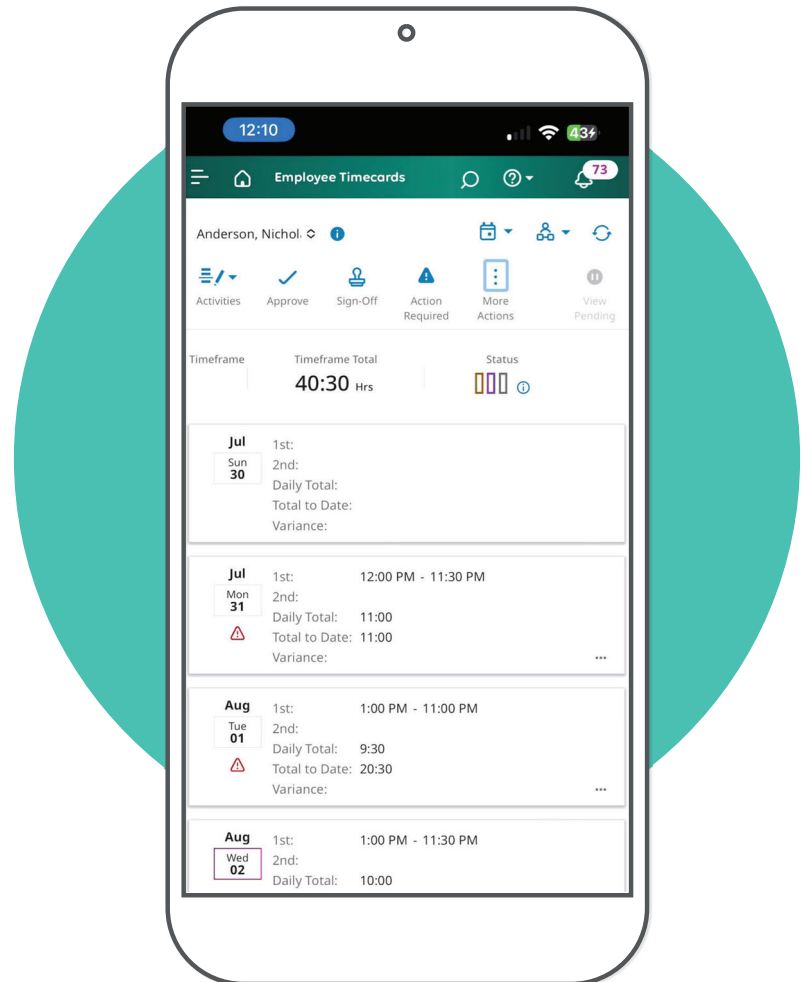 12:10
43
Employee Timecards
73
Anderson, Nichol
Activities Approve Sign-Off Action Required More Actions View Pending
Timeframe Timeframe Total Status
40:30 Hrs
Jul
Sun
30
1st:
2nd:
Daily Total:
Total to Date:
Variance:
Jul
Mon
31
1st: 12:00 PM - 11:30 PM
2nd:
Daily Total: 11:00
Total to Date: 11:00
Variance:
Aug
Tue
01
1st: 1:00 PM - 11:00 PM
2nd:
Daily Total: 9:30
Total to Date: 20:30
Variance:
Aug
Wed
02
1st: 1:00 PM - 11:30 PM
2nd:
Daily Total: 10:00